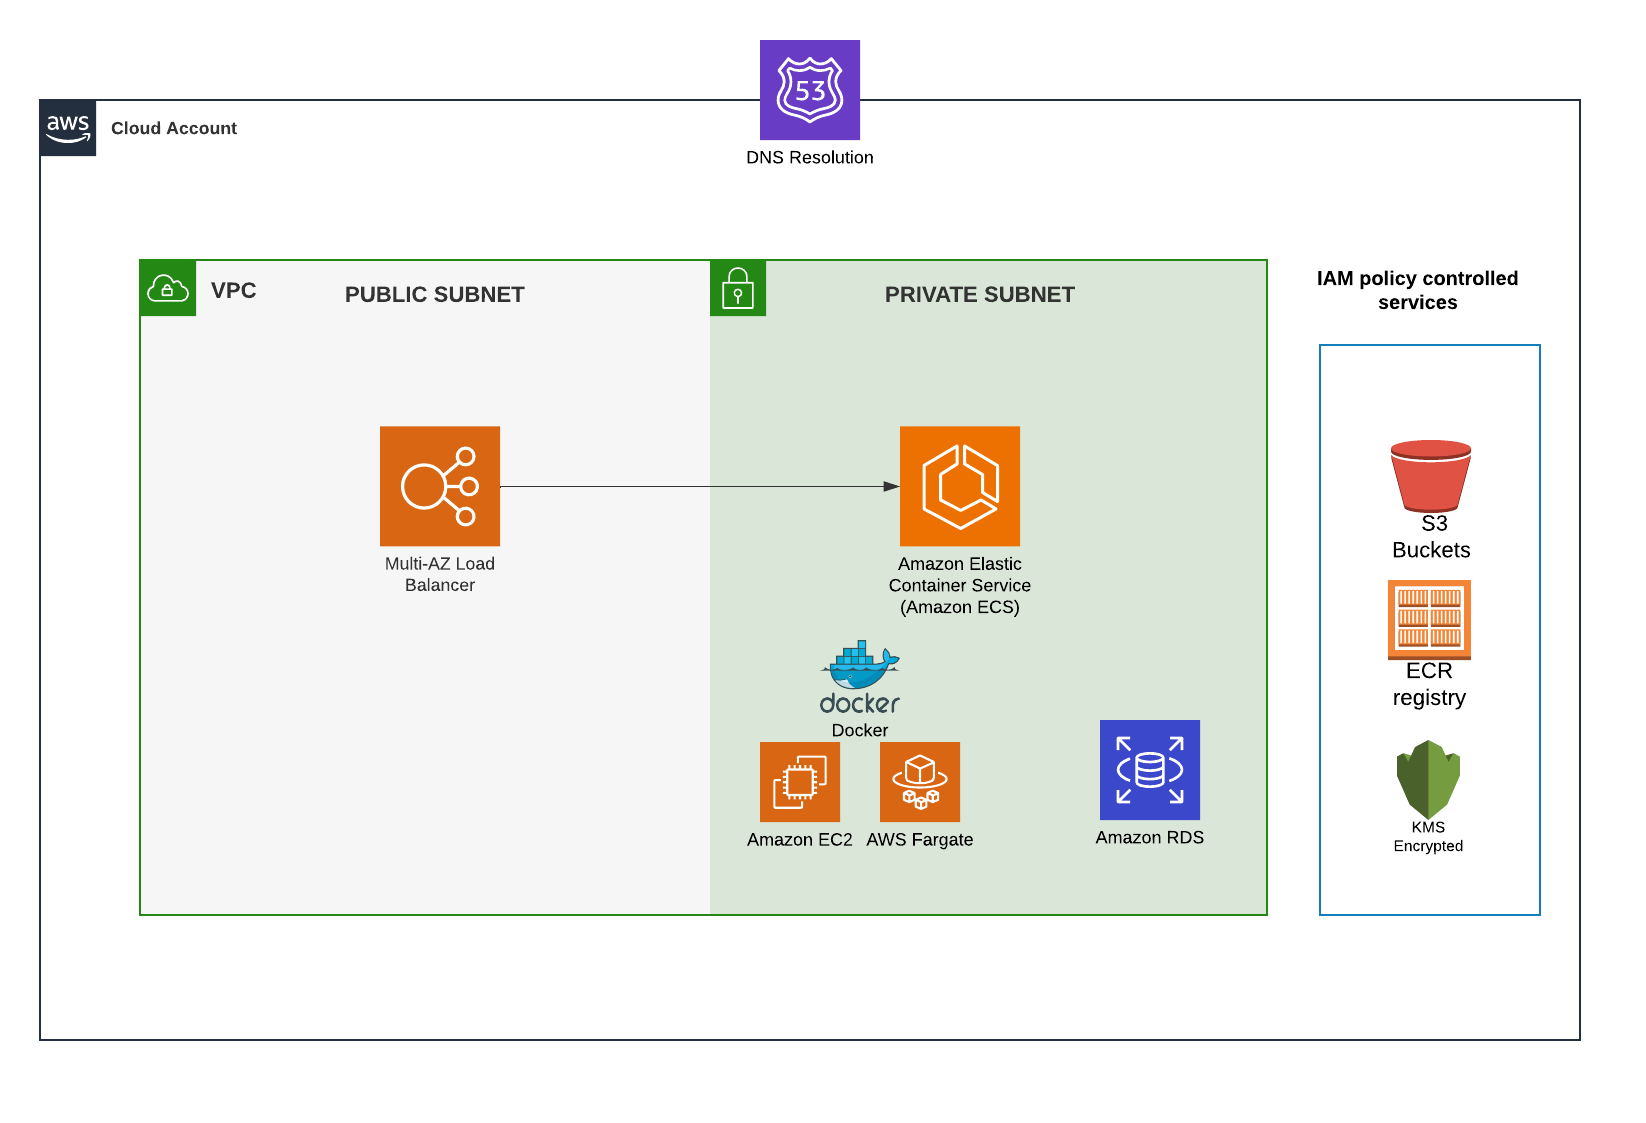 53
DNS Resolution
aws
Cloud Account
VPC
PUBLIC SUBNET
PRIVATE SUBNET
IAM policy controlled
services
Multi-AZ Load
Balancer
Amazon Elastic
Container Service
(Amazon ECS)
docker
Docker
Amazon EC2
AWS Fargate
Amazon RDS
S3
Buckets
ECR
registry
KMS
Encrypted